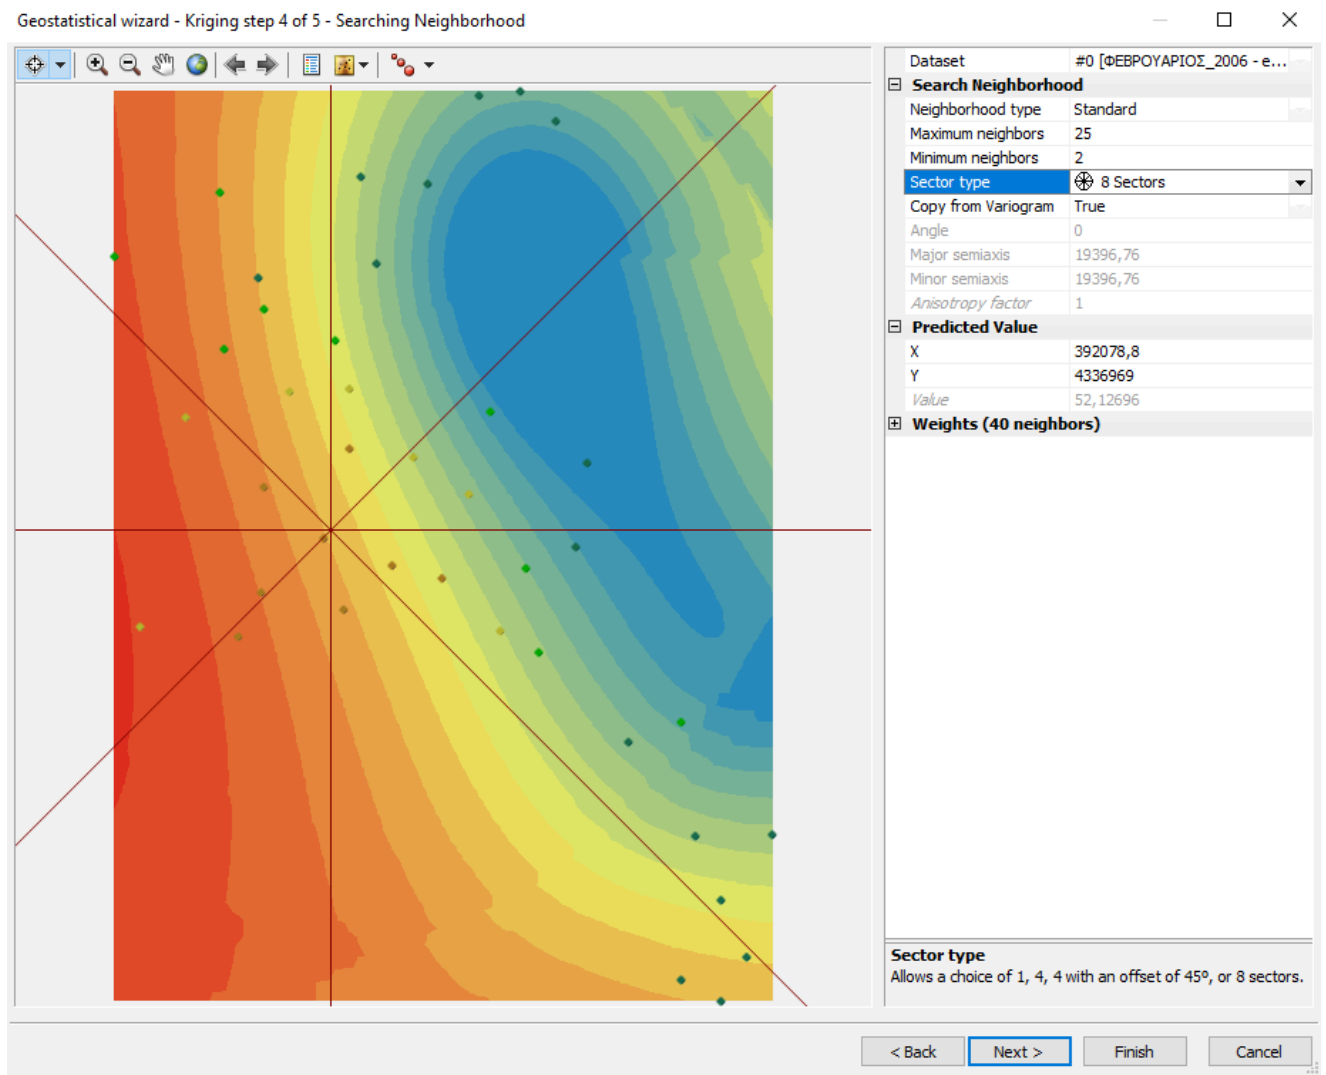 Geostatistical wizard - Kriging step 4 of 5 - Searching Neighborhood
Dataset #0 [ΦΕΒΡΟΥΑΡΙΟΣ_2006 - e...
Search Neighborhood
Neighborhood type Standard
Maximum neighbors 25
Minimum neighbors 2
Sector type 8 Sectors
Copy from Variogram True
Angle 0
Major semiaxis 19396,76
Minor semiaxis 19396,76
Anisotropy factor 1
Predicted Value
X 392078,8
Y 4336969
Value 52,12696
Weights (40 neighbors)
Sector type
Allows a choice of 1, 4, 4 with an offset of 45º, or 8 sectors.
< Back Next > Finish Cancel